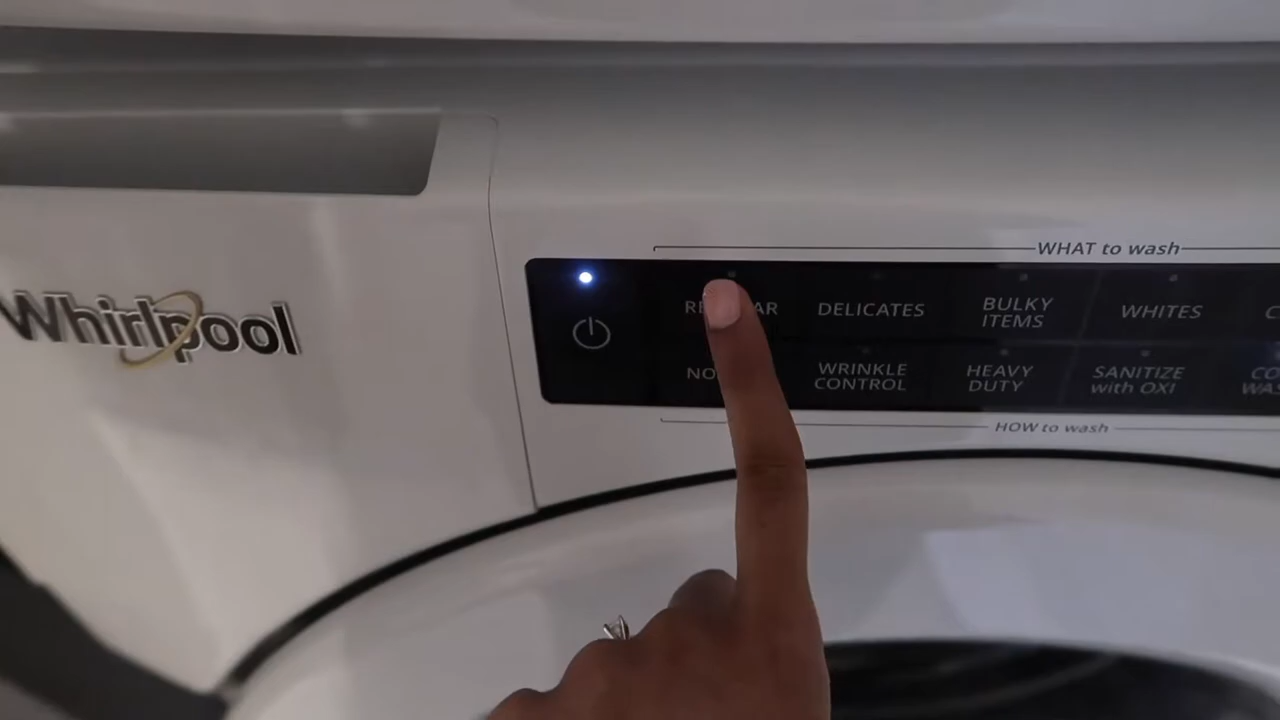 Whirlpool
WHAT to wash
DELICATES
BULKY
ITEMS
WHITES
WRINKLE
CONTROL
HEAVY
DUTY
SANITIZE
with OXI
HOW to wash